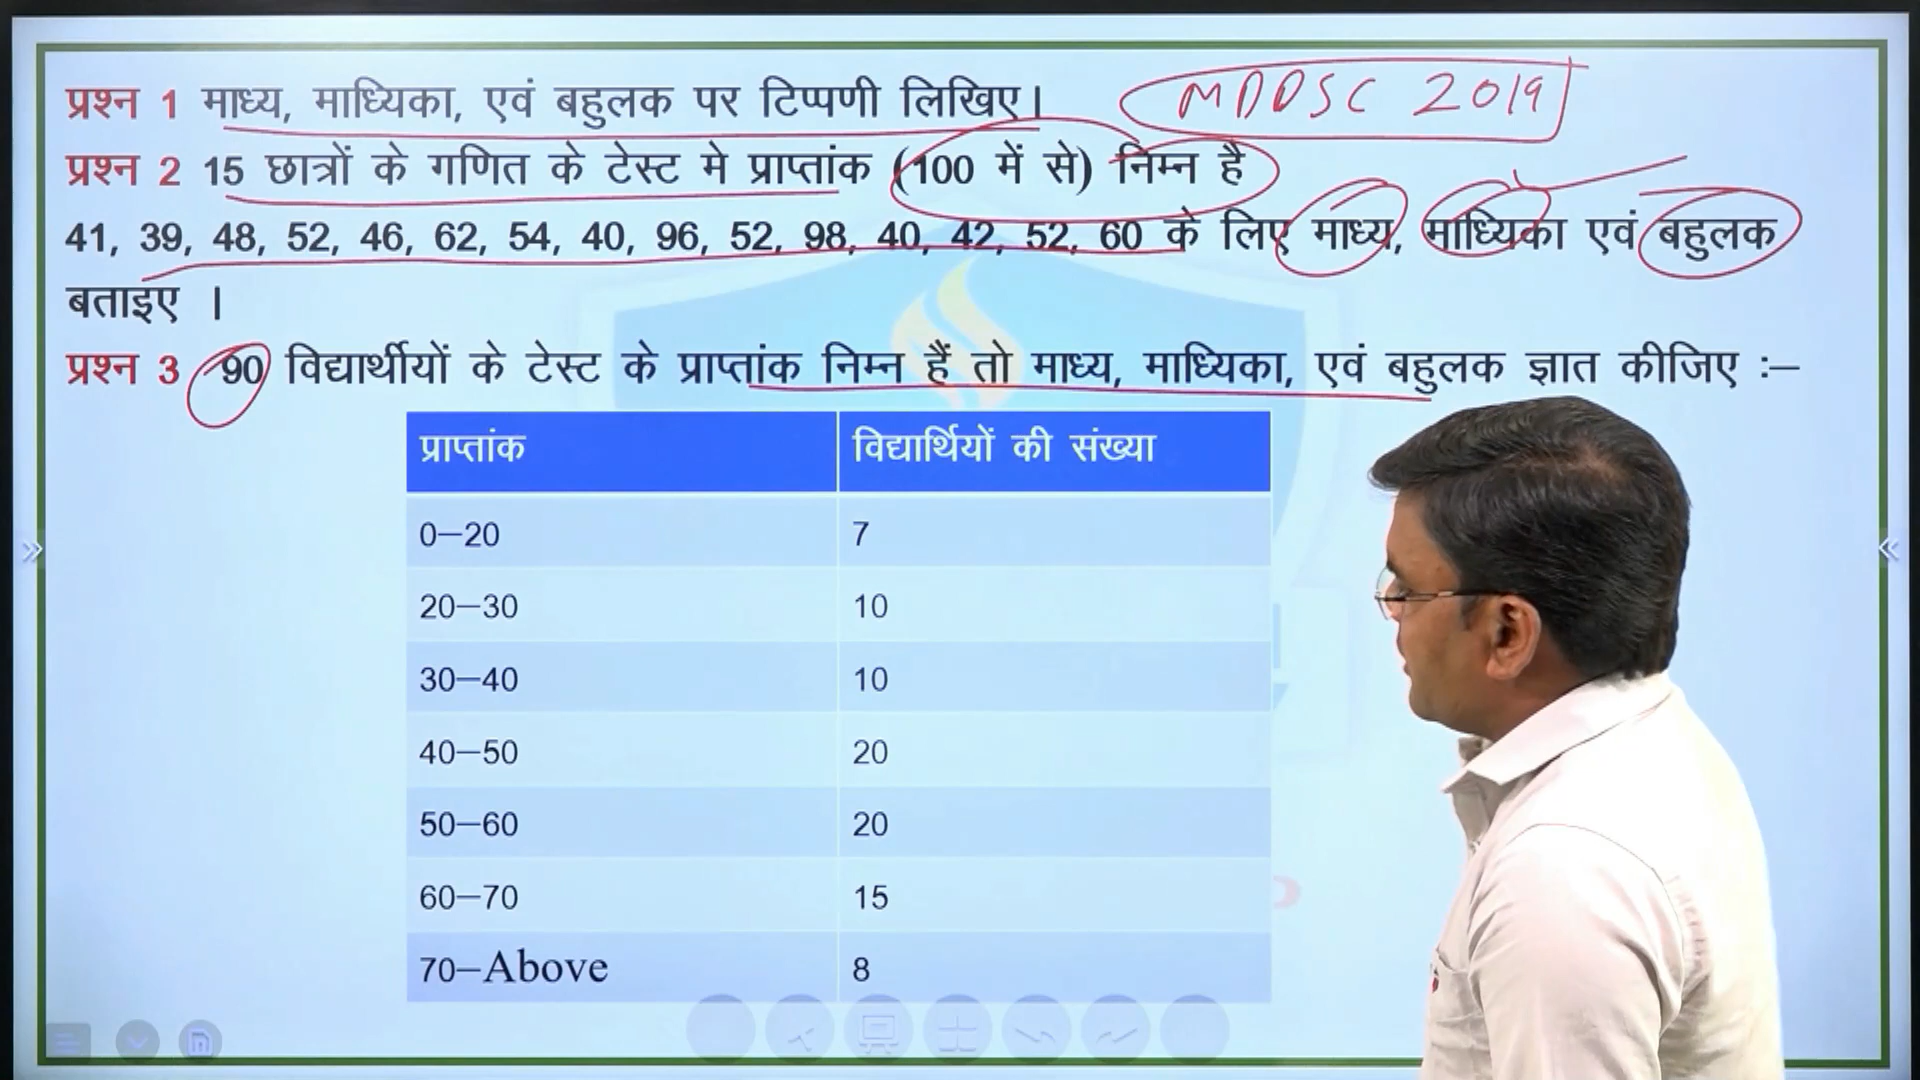 प्रश्न 1 माध्य, माध्यिका, एवं बहुलक पर टिप्पणी लिखिए। MPPSC 2019
प्रश्न 2 15 छात्रों के गणित के टेस्ट मे प्राप्तांक (100 में से) निम्न है
41, 39, 48, 52, 46, 62, 54, 40, 96, 52, 98, 40, 42, 52, 60 के लिए माध्य, माध्यिका एवं बहुलक
बताइए ।
प्रश्न 3 90 विद्यार्थीयों के टेस्ट के प्राप्तांक निम्न हैं तो माध्य, माध्यिका, एवं बहुलक ज्ञात कीजिए :–
प्राप्तांक विद्यार्थियों की संख्या
0–20 7
20–30 10
30–40 10
40–50 20
50–60 20
60–70 15
70–Above 8